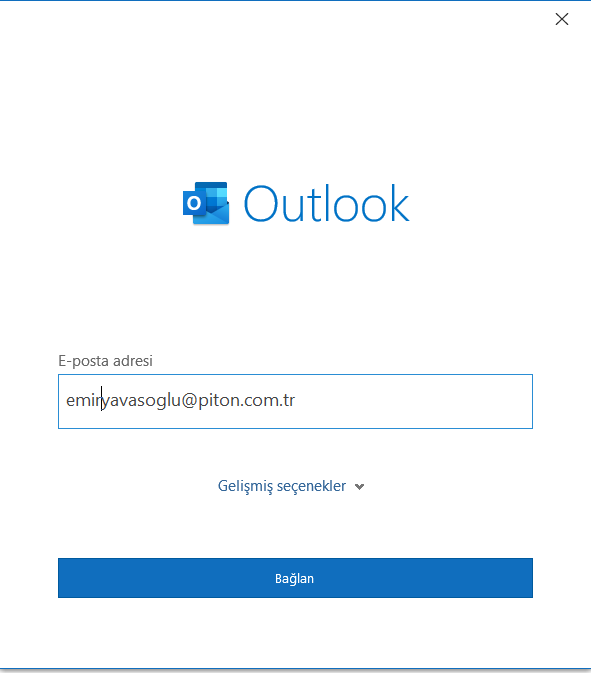 Outlook
E-posta adresi
emiryavasoglu@piton.com.tr
Gelişmiş seçenekler
Bağlan